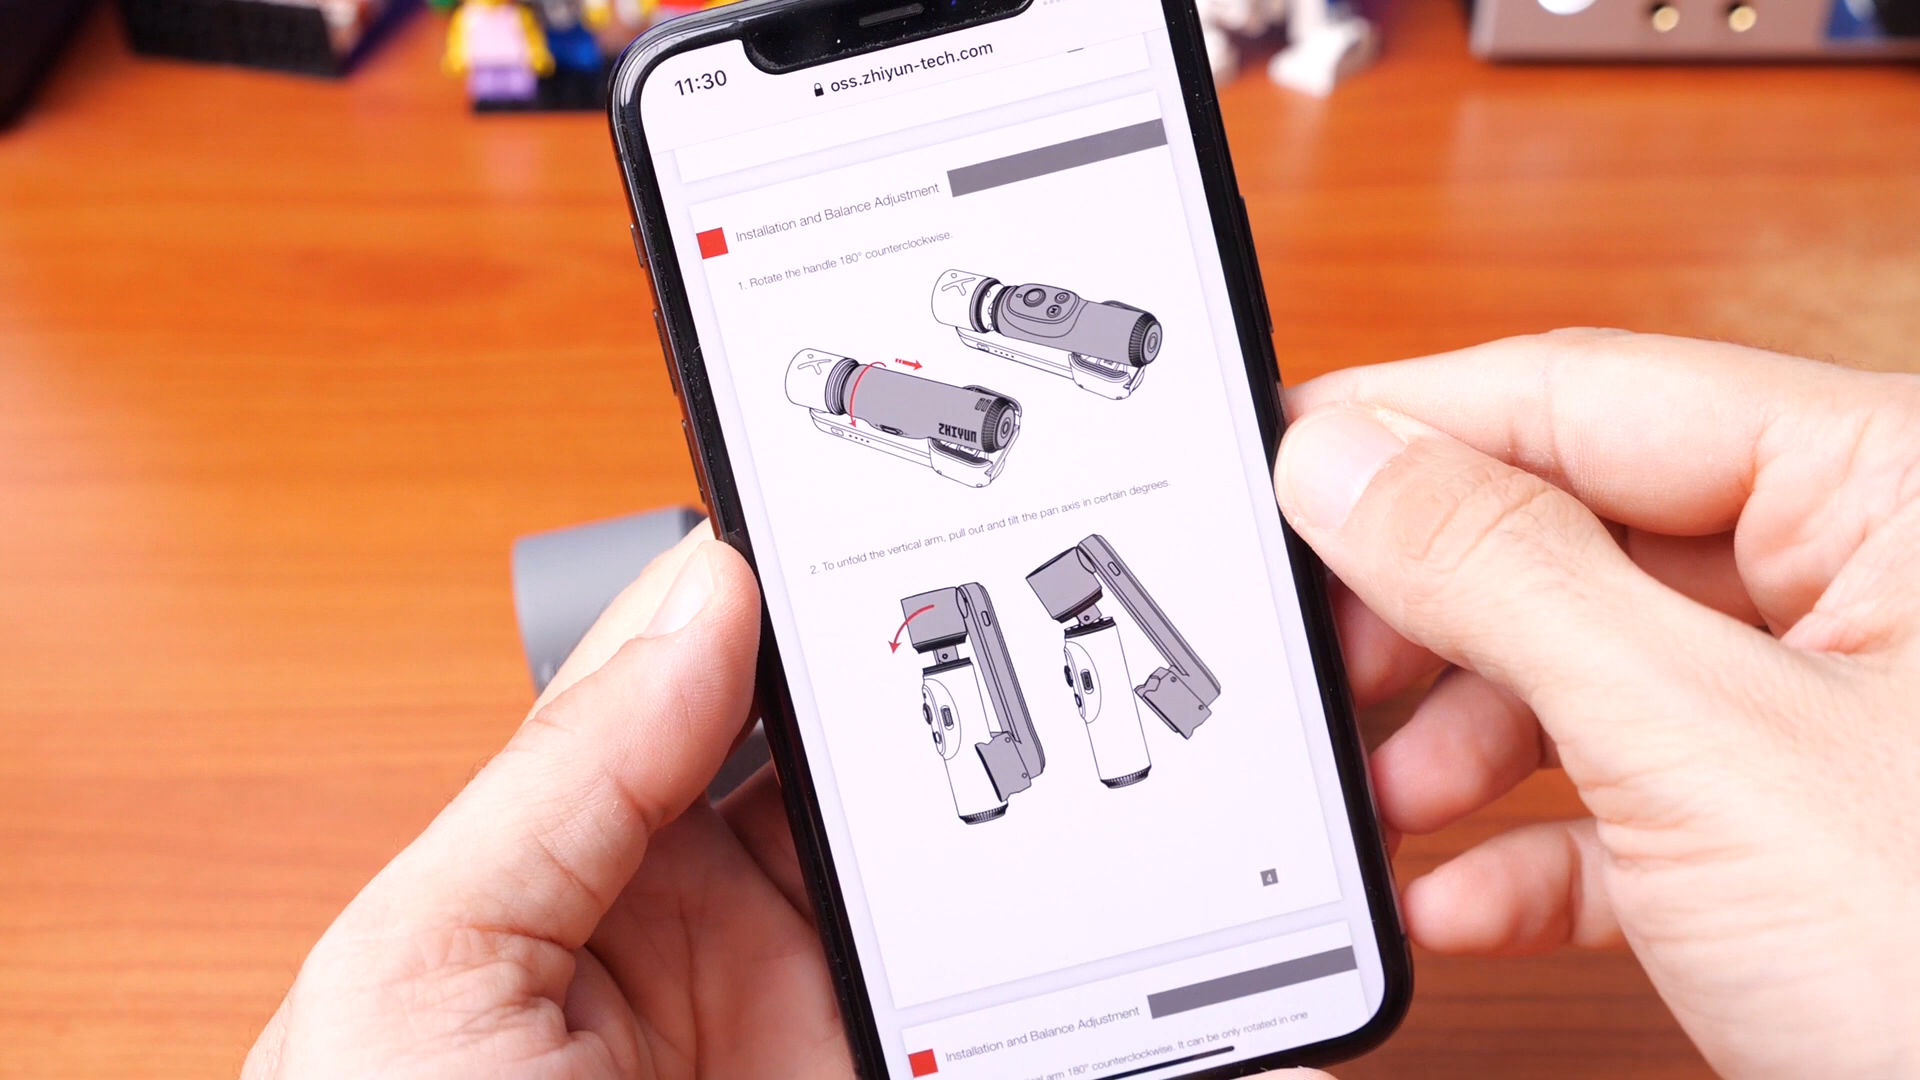 11:30
oss.zhiyun-tech.com
Installation and Balance Adjustment
1. Rotate the handle 180° counterclockwise.
ZHIYUN
2. To unfold the vertical arm, pull out and tilt the pan axis in certain degrees.
4
Installation and Balance Adjustment
arm 180° counterclockwise. It can be only rotated in one